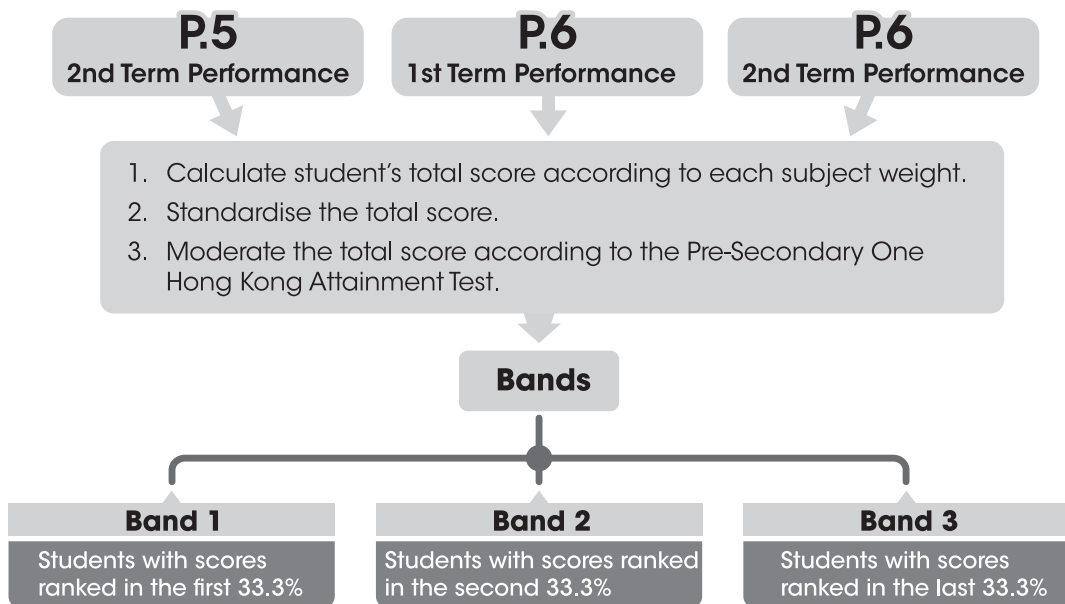 P.5
2nd Term Performance
P.6
1st Term Performance
P.6
2nd Term Performance
1. Calculate student's total score according to each subject weight.
2. Standardise the total score.
3. Moderate the total score according to the Pre-Secondary One
Hong Kong Attainment Test.
Bands
Band 1
Students with scores
ranked in the first 33.3%
Band 2
Students with scores ranked
in the second 33.3%
Band 3
Students with scores
ranked in the last 33.3%